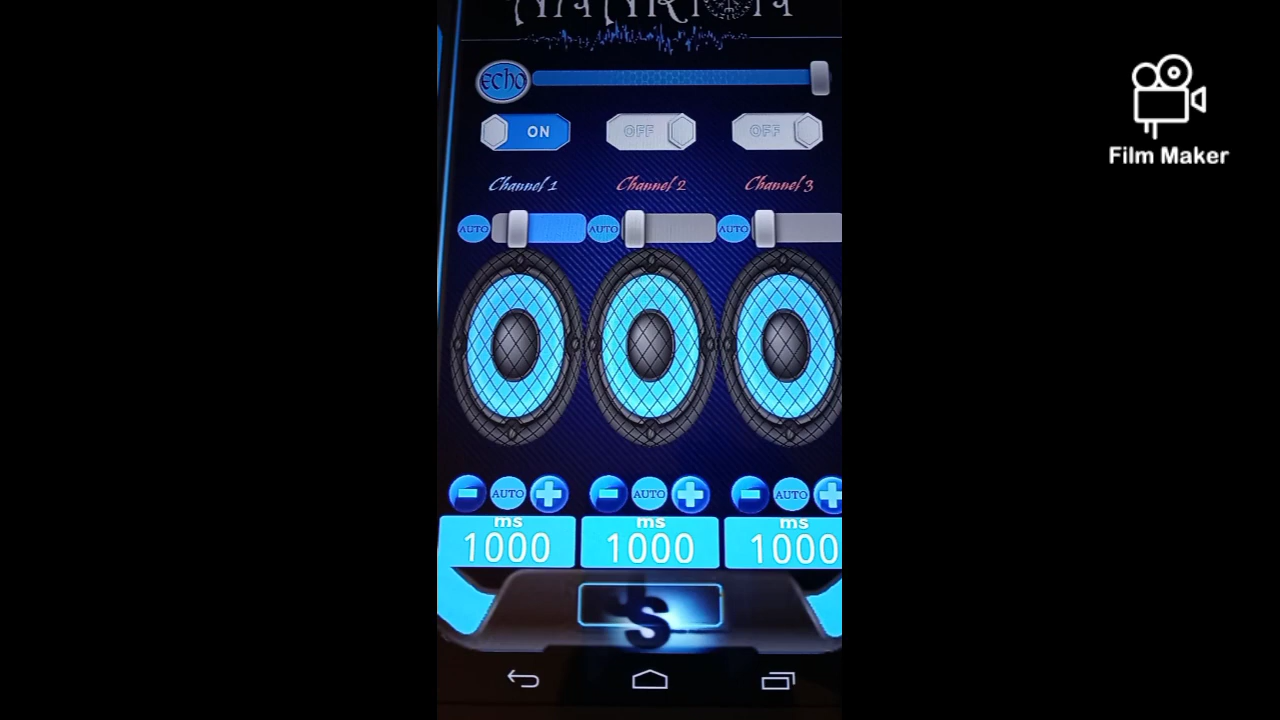 echo
ON OFF OFF
Channel 1 Channel 2 Channel 3
AUTO AUTO AUTO
AUTO AUTO AUTO
ms ms ms
1000 1000 1000
S
Film Maker